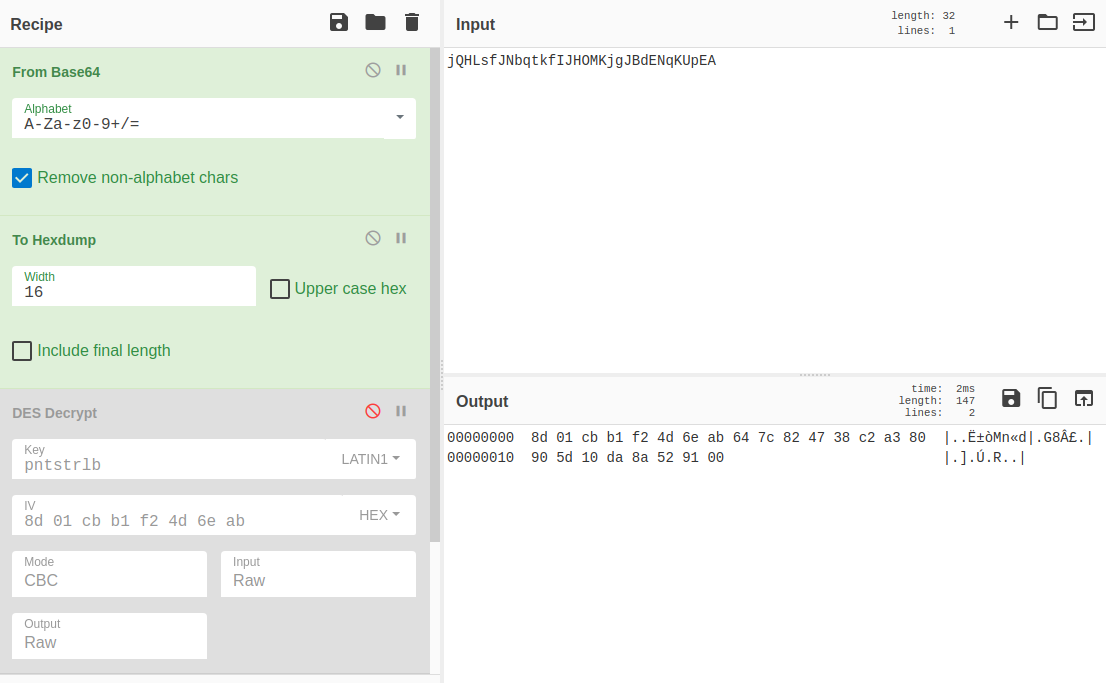 Recipe
From Base64
Alphabet
A-Za-z0-9+/=
Remove non-alphabet chars
To Hexdump
Width
16
Upper case hex
Include final length
DES Decrypt
Key
pntstrlb
LATIN1
IV
8d 01 cb b1 f2 4d 6e ab
HEX
Mode
CBC
Input
Raw
Output
Raw
Input
length: 32
lines: 1
jQHLsfJNbqtkfIJHOMKjgJBdENqKUpEA
Output
time: 2ms
length: 147
lines: 2
00000000  8d 01 cb b1 f2 4d 6e ab 64 7c 82 47 38 c2 a3 80  |..Ë±òMn«d|.G8Â£.|
00000010  90 5d 10 da 8a 52 91 00                          |.].Ú.R..|